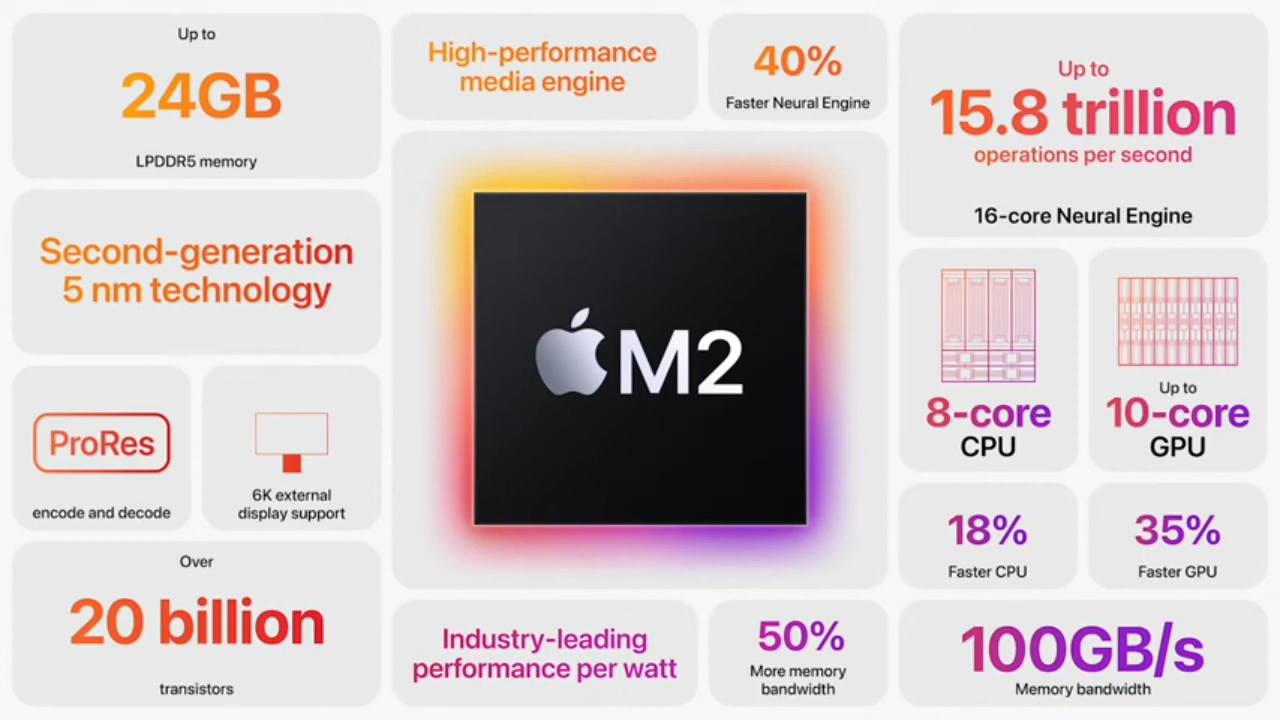 Up to
24GB
LPDDR5 memory
High-performance
media engine
40%
Faster Neural Engine
Up to
15.8 trillion
operations per second
16-core Neural Engine
Second-generation
5 nm technology
M2
8-core
CPU
Up to
10-core
GPU
ProRes
encode and decode
6K external
display support
18%
Faster CPU
35%
Faster GPU
Over
20 billion
transistors
Industry-leading
performance per watt
50%
More memory
bandwidth
100GB/s
Memory bandwidth